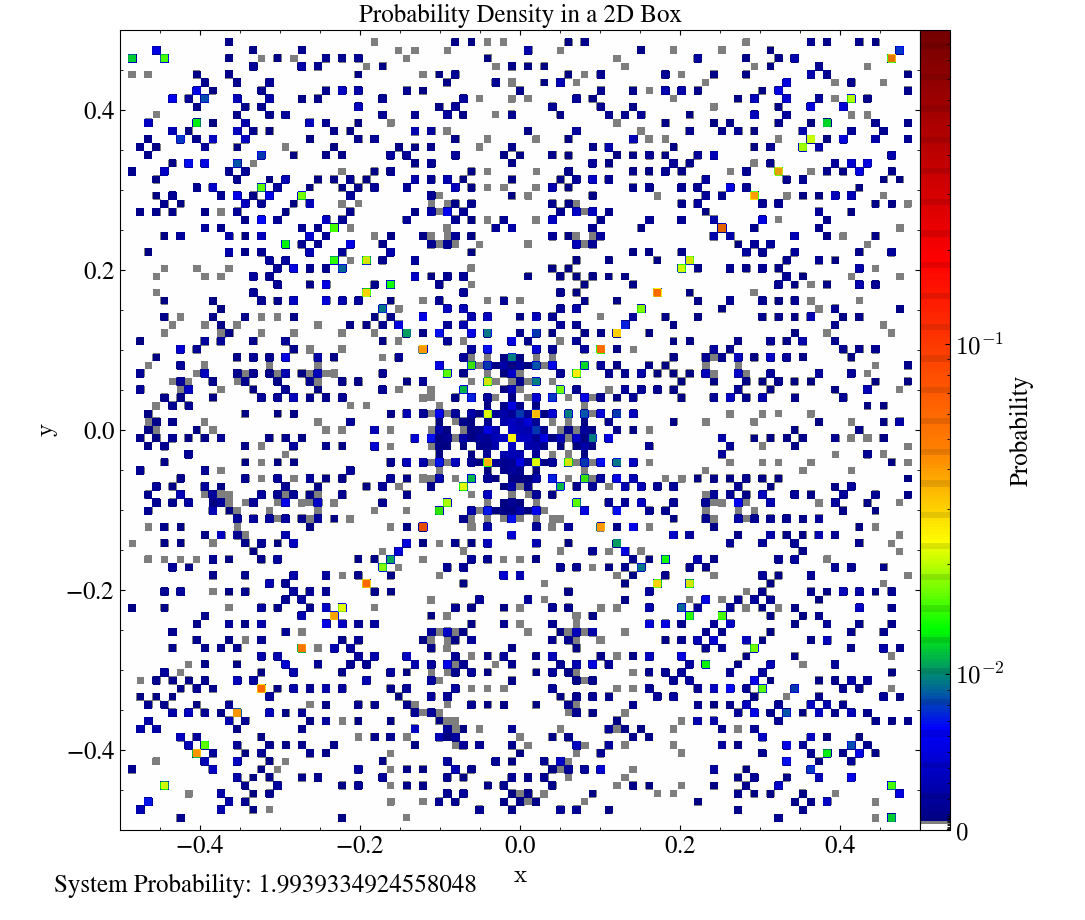 Probability Density in a 2D Box
0.4
0.2
0.0
−0.2
−0.4
y
−0.4 −0.2 0.0 0.2 0.4
x
10−1
10−2
0
Probability
System Probability: 1.9939334924558048